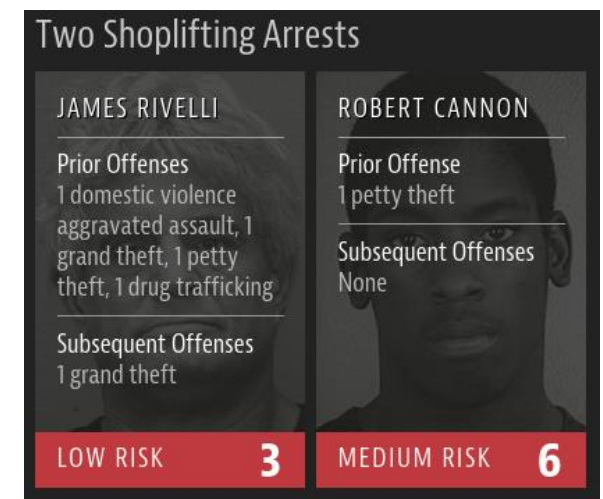 Two Shoplifting Arrests
JAMES RIVELLI
Prior Offenses
1 domestic violence
aggravated assault, 1
grand theft, 1 petty
theft, 1 drug trafficking
Subsequent Offenses
1 grand theft
LOW RISK 3
ROBERT CANNON
Prior Offense
1 petty theft
Subsequent Offenses
None
MEDIUM RISK 6